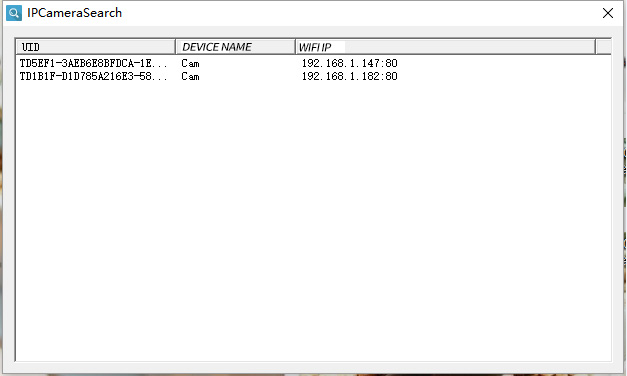 IPCameraSearch
UID DEVICE NAME WIFI IP
TD5EF1-3AEB6E8BFDCA-1E... Cam 192.168.1.147:80
TD1B1F-D1D785A216E3-58... Cam 192.168.1.182:80